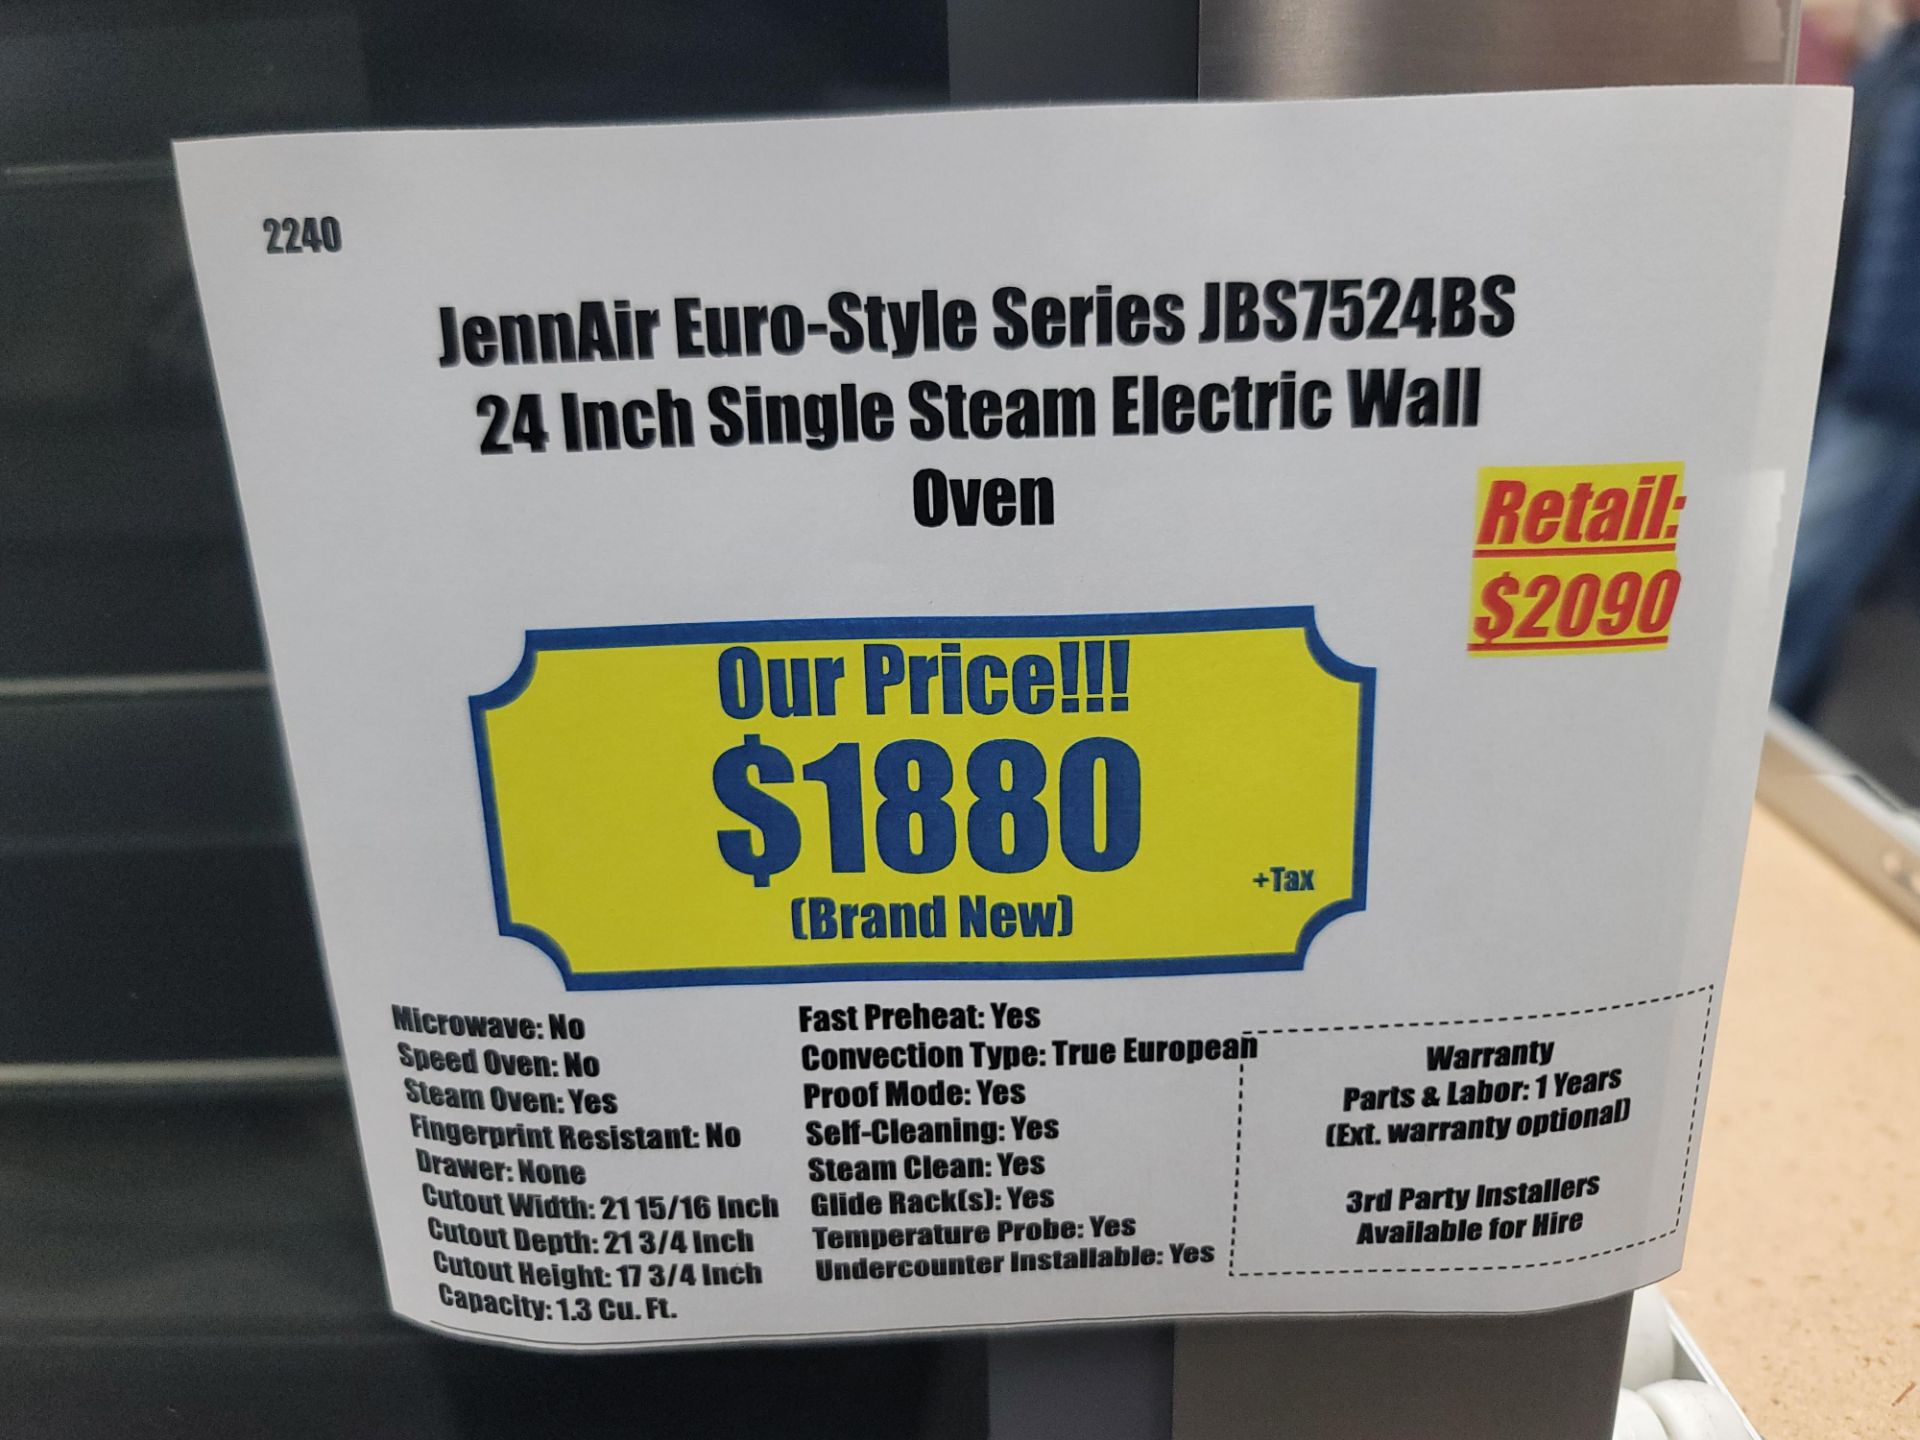 2240
JennAir Euro-Style Series JBS7524BS
24 Inch Single Steam Electric Wall
Oven
Retail:
$2090
Our Price!!!
$1880
+Tax
(Brand New)
Microwave: No
Speed Oven: No
Steam Oven: Yes
Fingerprint Resistant: No
Drawer: None
Cutout Width: 21 15/16 Inch
Cutout Depth: 21 3/4 Inch
Cutout Height: 17 3/4 Inch
Capacity: 1.3 Cu. Ft.
Fast Preheat: Yes
Convection Type: True European
Proof Mode: Yes
Self-Cleaning: Yes
Steam Clean: Yes
Glide Rack(s): Yes
Temperature Probe: Yes
Undercounter Installable: Yes
Warranty
Parts & Labor: 1 Years
(Ext. warranty optional)
3rd Party Installers
Available for Hire